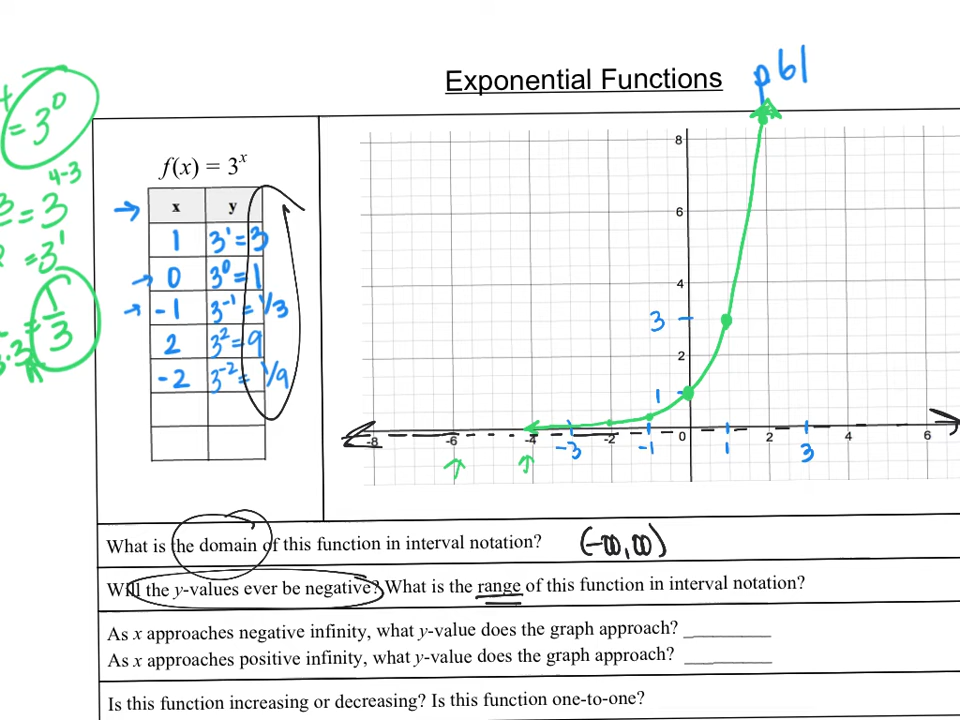 Exponential Functions
p 61
= 3⁰
4-3
= 3
= 3¹
= 1/3
f(x) = 3ˣ
x y
1 3¹ = 3
0 3⁰ = 1
-1 3⁻¹ = 1/3
2 3² = 9
-2 3⁻² = 1/9
8
6
4
3
2
1
-8 -6 -4 -2 0 2 4 6
-3 -1 1 3
What is the domain of this function in interval notation? (-∞, ∞)
Will the y-values ever be negative? What is the range of this function in interval notation?
As x approaches negative infinity, what y-value does the graph approach? __________
As x approaches positive infinity, what y-value does the graph approach? __________
Is this function increasing or decreasing? Is this function one-to-one?